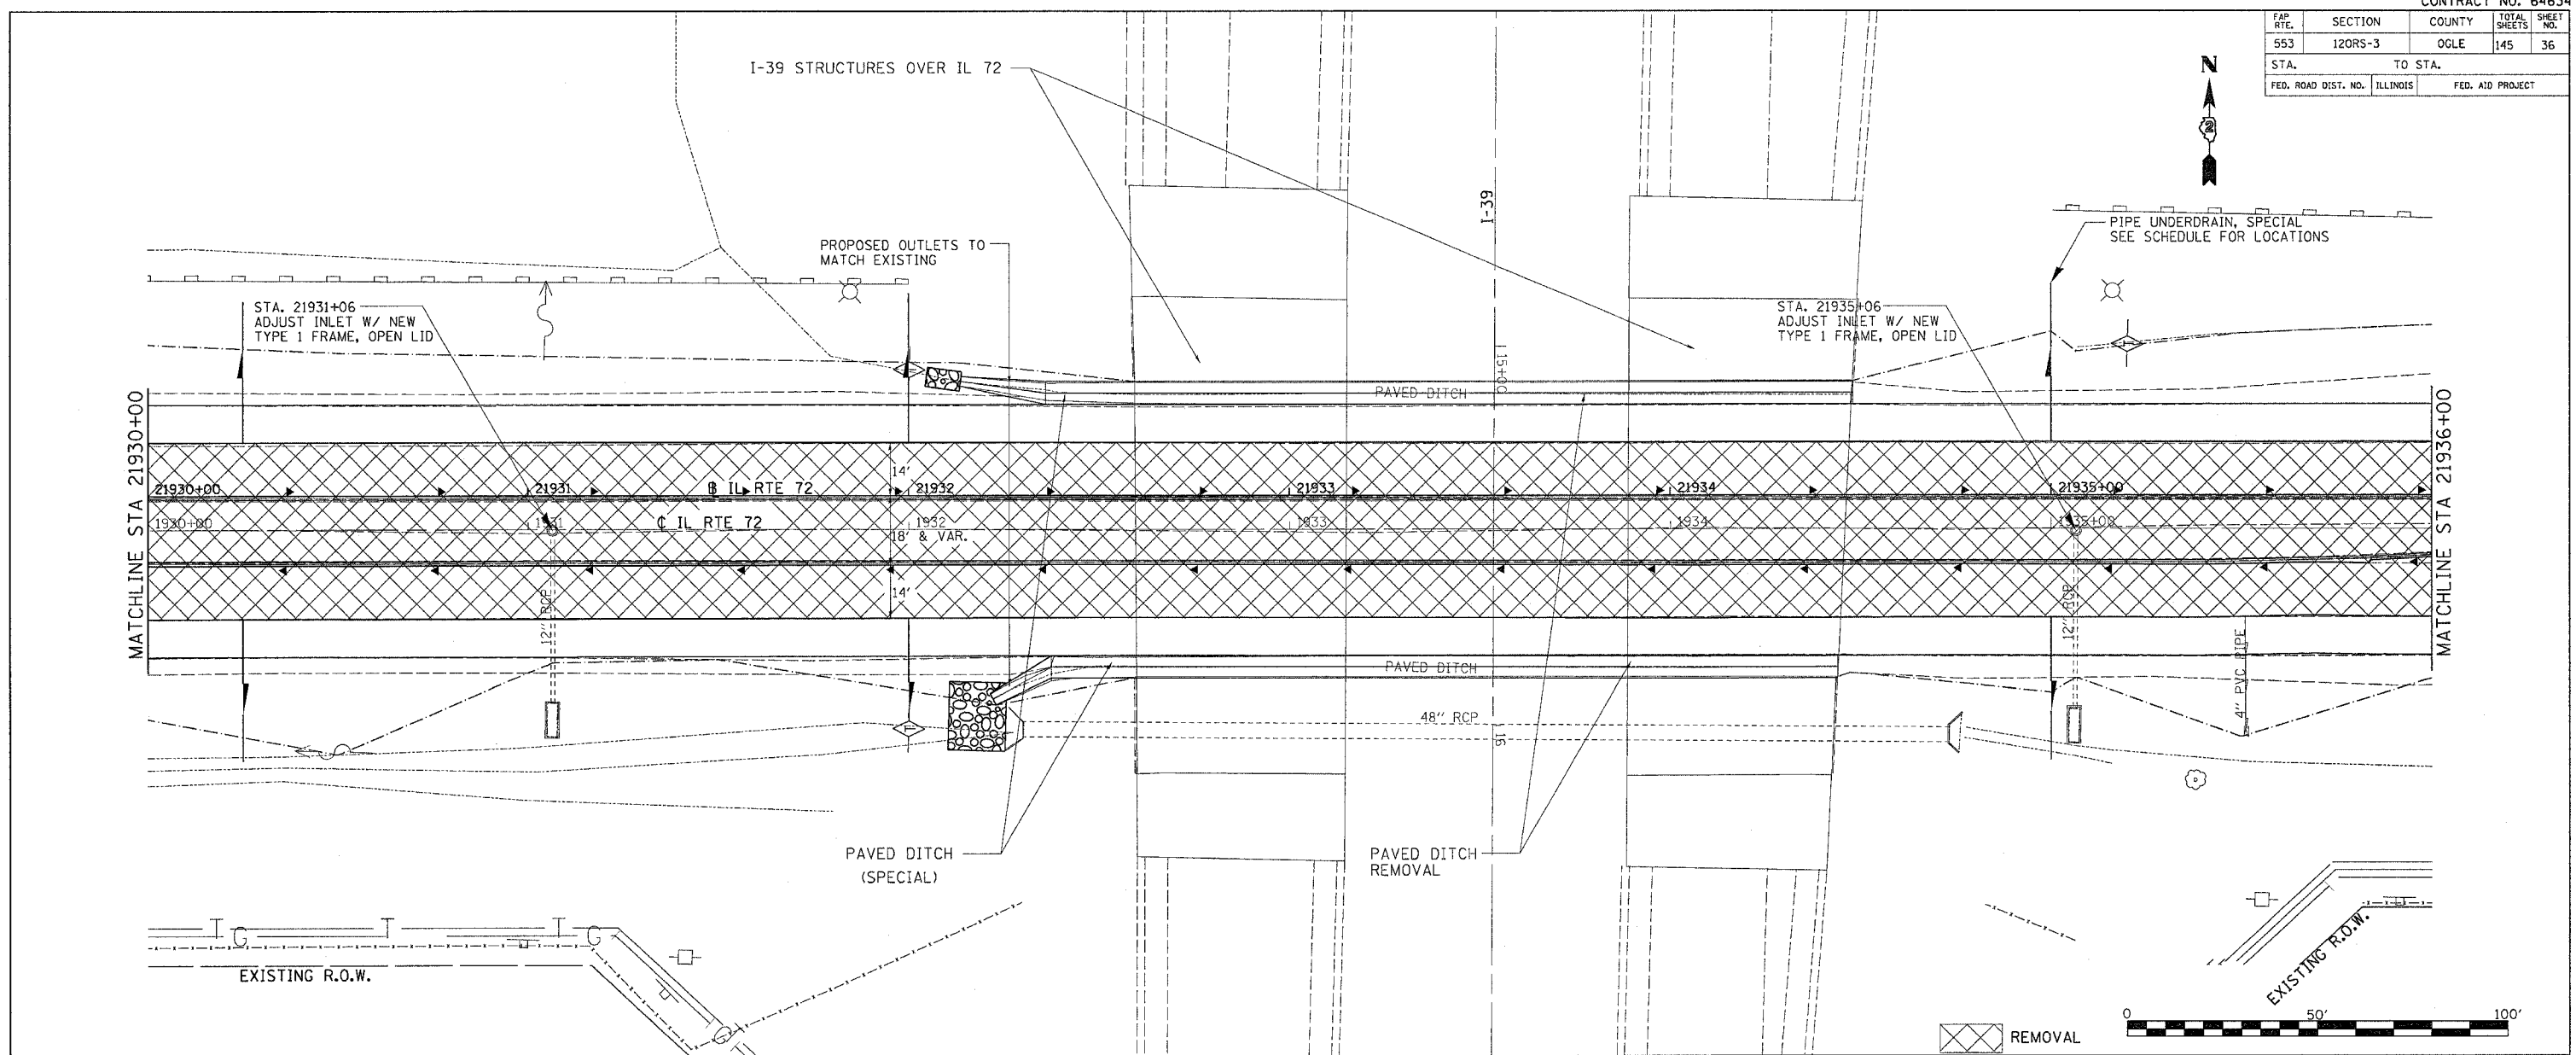 CONTRACT NO. 64634
FAP RTE. SECTION COUNTY TOTAL SHEETS SHEET NO.
553 120RS-3 OGLE 145 36
STA. TO STA.
FED. ROAD DIST. NO. ILLINOIS FED. AID PROJECT
N
2
I-39 STRUCTURES OVER IL 72
I-39
PIPE UNDERDRAIN, SPECIAL
SEE SCHEDULE FOR LOCATIONS
PROPOSED OUTLETS TO
MATCH EXISTING
STA. 21931+06
ADJUST INLET W/ NEW
TYPE 1 FRAME, OPEN LID
STA. 21935+06
ADJUST INLET W/ NEW
TYPE 1 FRAME, OPEN LID
115+00
PAVED DITCH
MATCHLINE STA 21930+00
MATCHLINE STA 21936+00
14'
21930+00 21931 B IL RTE 72 21932 21933 21934 21935+00
1930+00 1931 C IL RTE 72 1932 1933 1934 1935+00
18' & VAR.
14'
12" RCP
12" RCP
4" PVC PIPE
PAVED DITCH
48" RCP
16
PAVED DITCH
(SPECIAL)
PAVED DITCH
REMOVAL
T T T
G G
EXISTING R.O.W.
G
EXISTING R.O.W.
0 50' 100'
REMOVAL